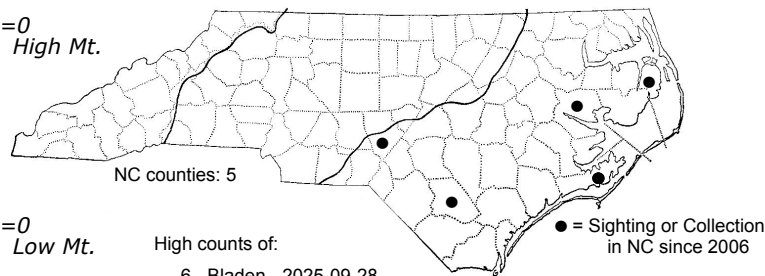 =0
High Mt.
NC counties: 5
=0
Low Mt.
High counts of:
6 - Bladen - 2025-09-28
● = Sighting or Collection
in NC since 2006